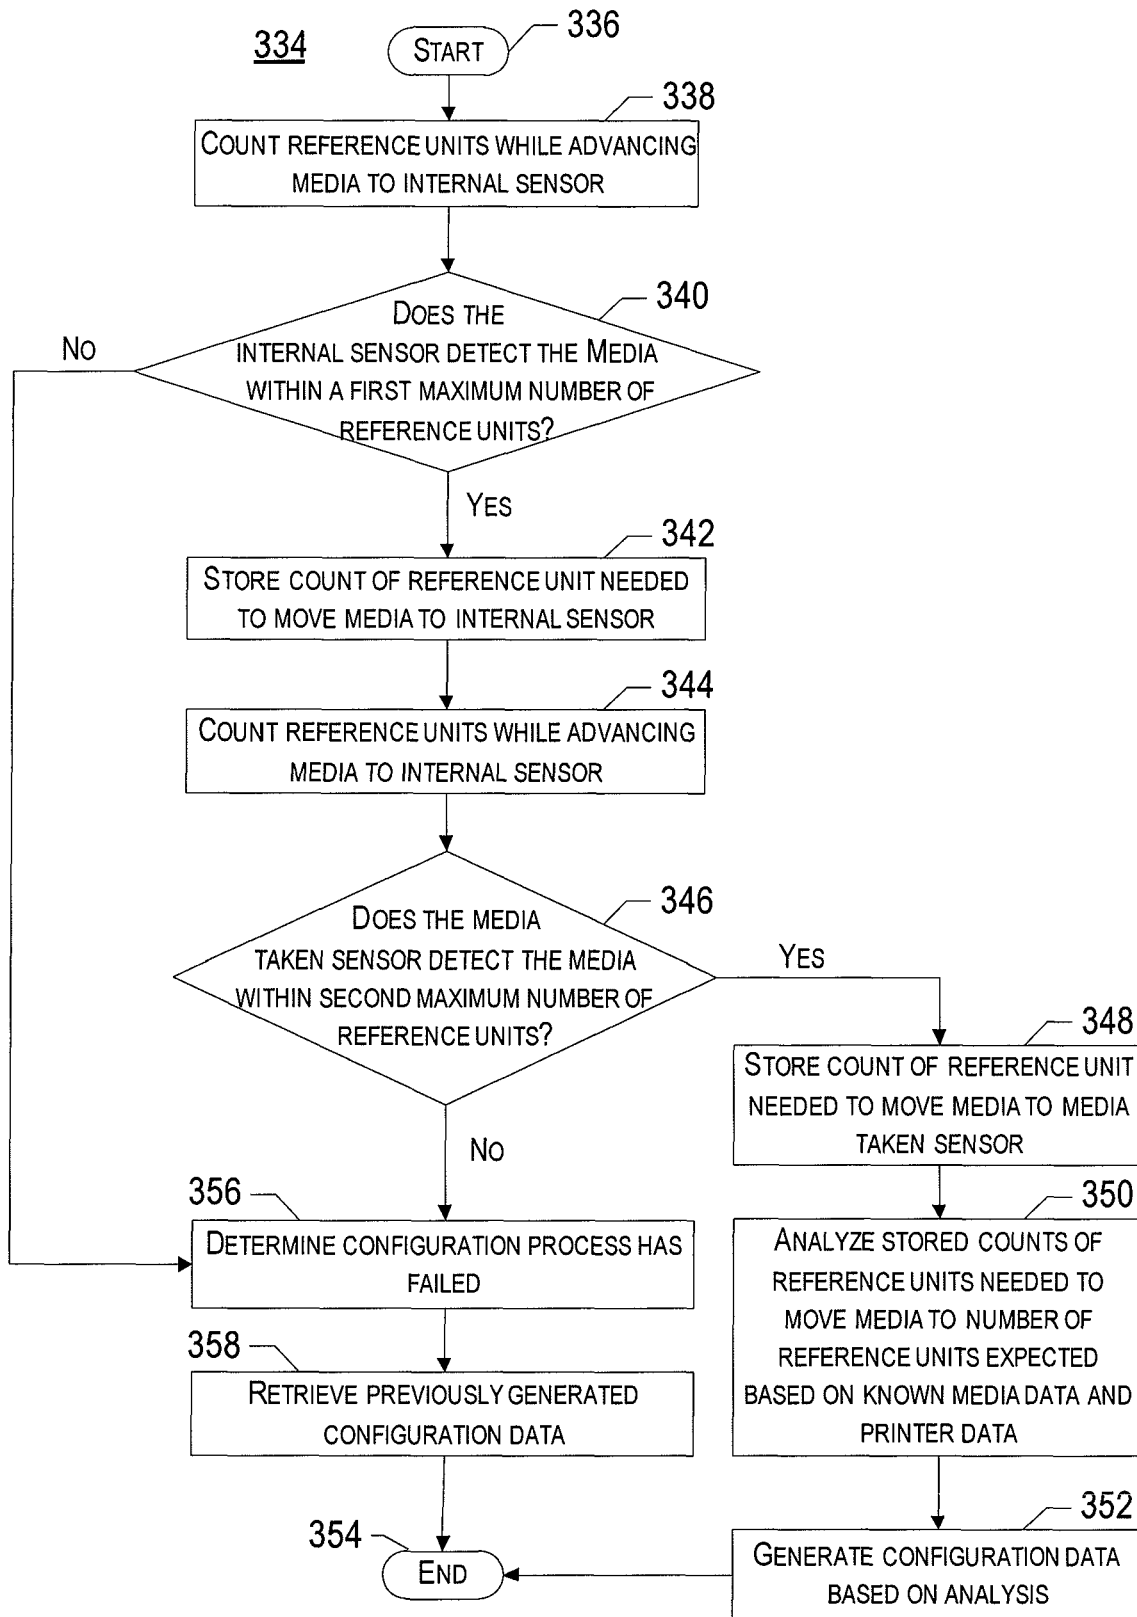 334
START
336
338
COUNT REFERENCE UNITS WHILE ADVANCING
MEDIA TO INTERNAL SENSOR
340
DOES THE
INTERNAL SENSOR DETECT THE MEDIA
WITHIN A FIRST MAXIMUM NUMBER OF
REFERENCE UNITS?
NO
YES
342
STORE COUNT OF REFERENCE UNIT NEEDED
TO MOVE MEDIA TO INTERNAL SENSOR
344
COUNT REFERENCE UNITS WHILE ADVANCING
MEDIA TO INTERNAL SENSOR
346
DOES THE MEDIA
TAKEN SENSOR DETECT THE MEDIA
WITHIN SECOND MAXIMUM NUMBER OF
REFERENCE UNITS?
YES
NO
348
STORE COUNT OF REFERENCE UNIT
NEEDED TO MOVE MEDIA TO MEDIA
TAKEN SENSOR
350
ANALYZE STORED COUNTS OF
REFERENCE UNITS NEEDED TO
MOVE MEDIA TO NUMBER OF
REFERENCE UNITS EXPECTED
BASED ON KNOWN MEDIA DATA AND
PRINTER DATA
352
GENERATE CONFIGURATION DATA
BASED ON ANALYSIS
356
DETERMINE CONFIGURATION PROCESS HAS
FAILED
358
RETRIEVE PREVIOUSLY GENERATED
CONFIGURATION DATA
354
END